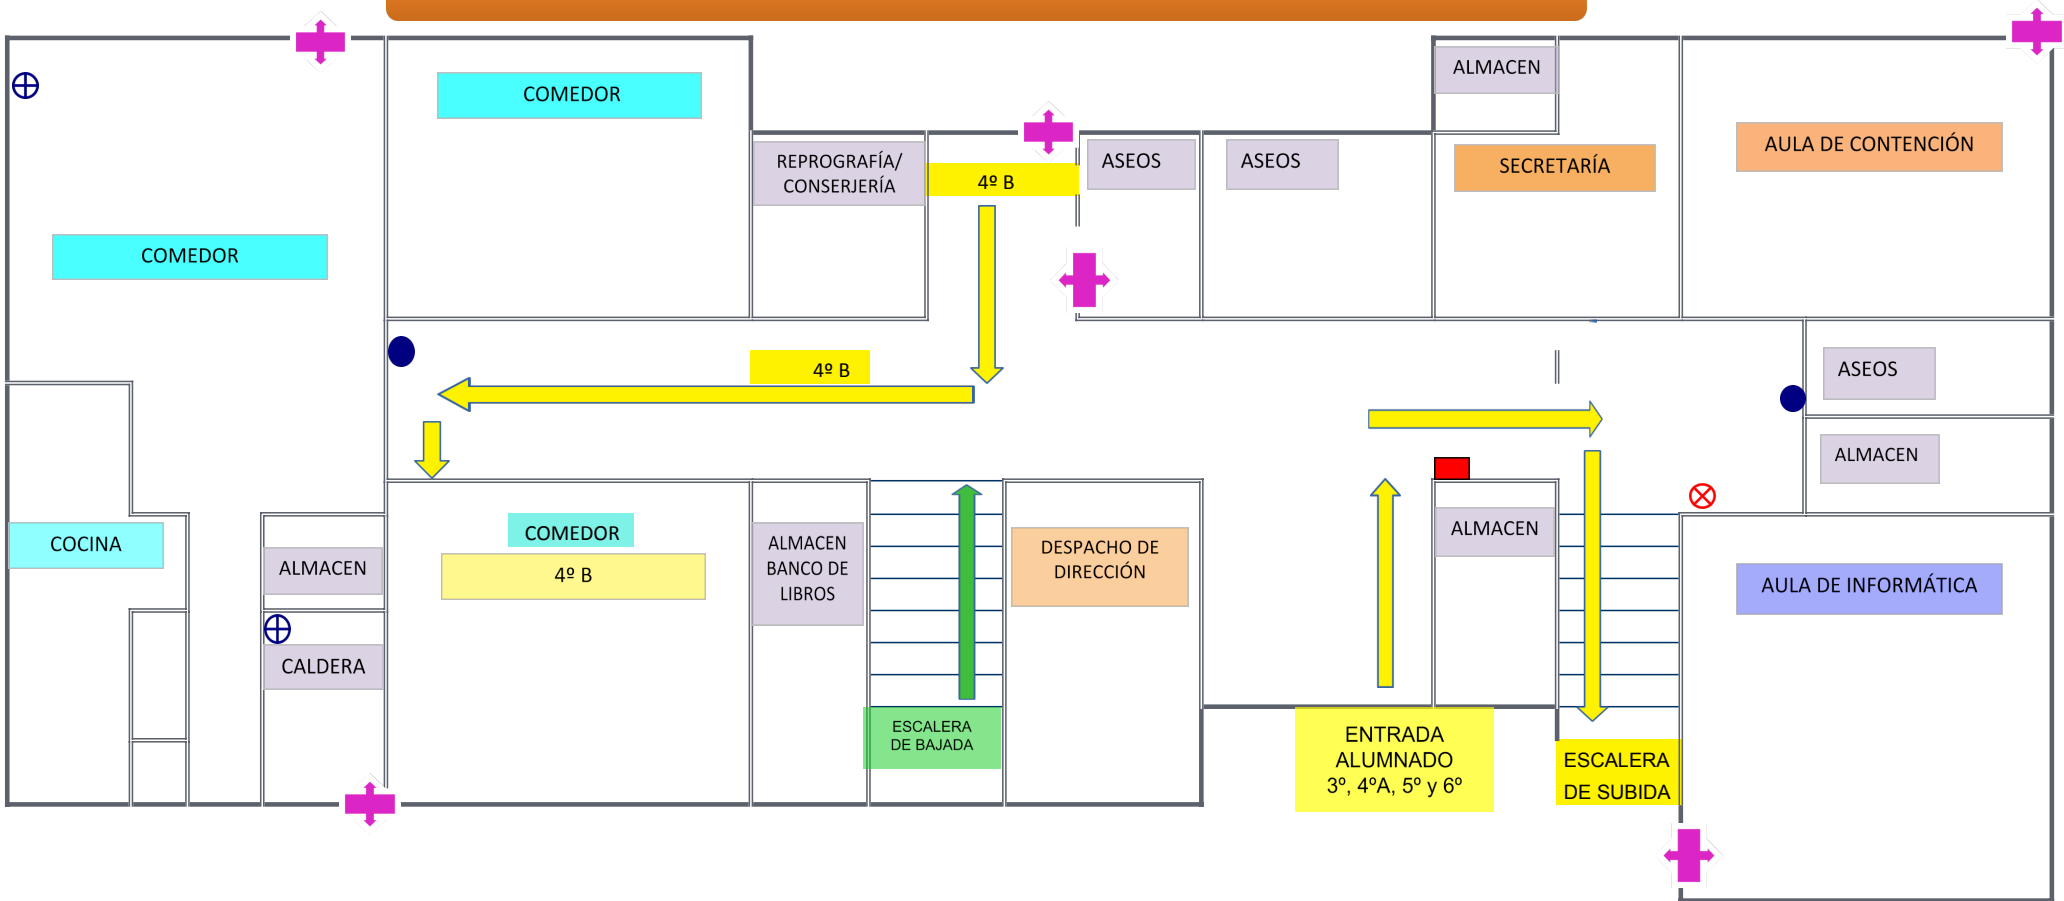 ALMACEN
COMEDOR
AULA DE CONTENCIÓN
REPROGRAFÍA/
CONSERJERÍA
4º B
ASEOS
ASEOS
SECRETARÍA
COMEDOR
4º B
ASEOS
ALMACEN
COCINA
ALMACEN
CALDERA
COMEDOR
4º B
ALMACEN
BANCO DE
LIBROS
DESPACHO DE
DIRECCIÓN
ALMACEN
AULA DE INFORMÁTICA
ESCALERA
DE BAJADA
ENTRADA
ALUMNADO
3º, 4ºA, 5º y 6º
ESCALERA
DE SUBIDA